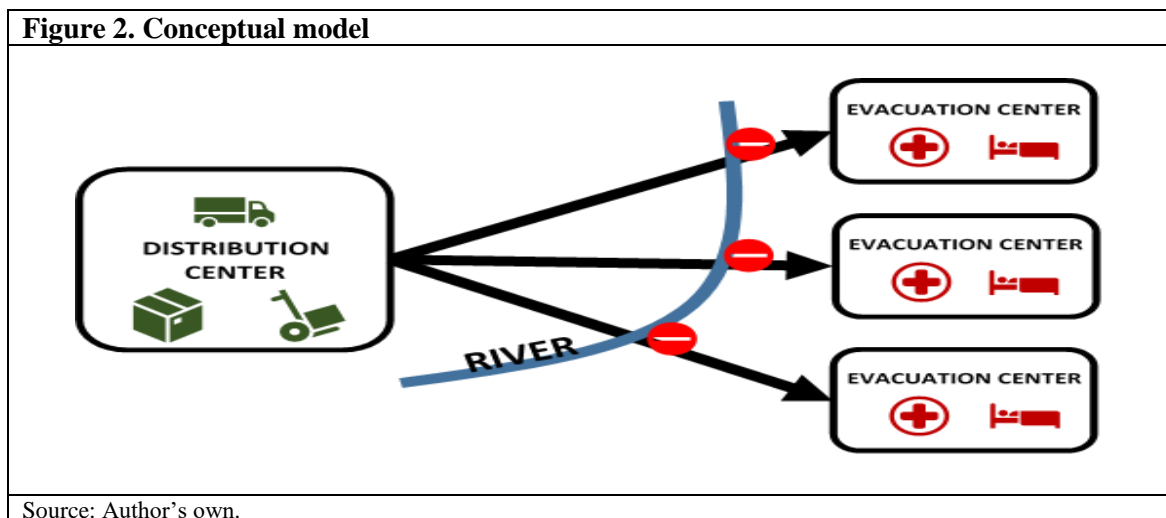 Figure 2. Conceptual model
EVACUATION CENTER
DISTRIBUTION
CENTER
EVACUATION CENTER
RIVER
EVACUATION CENTER
Source: Author's own.